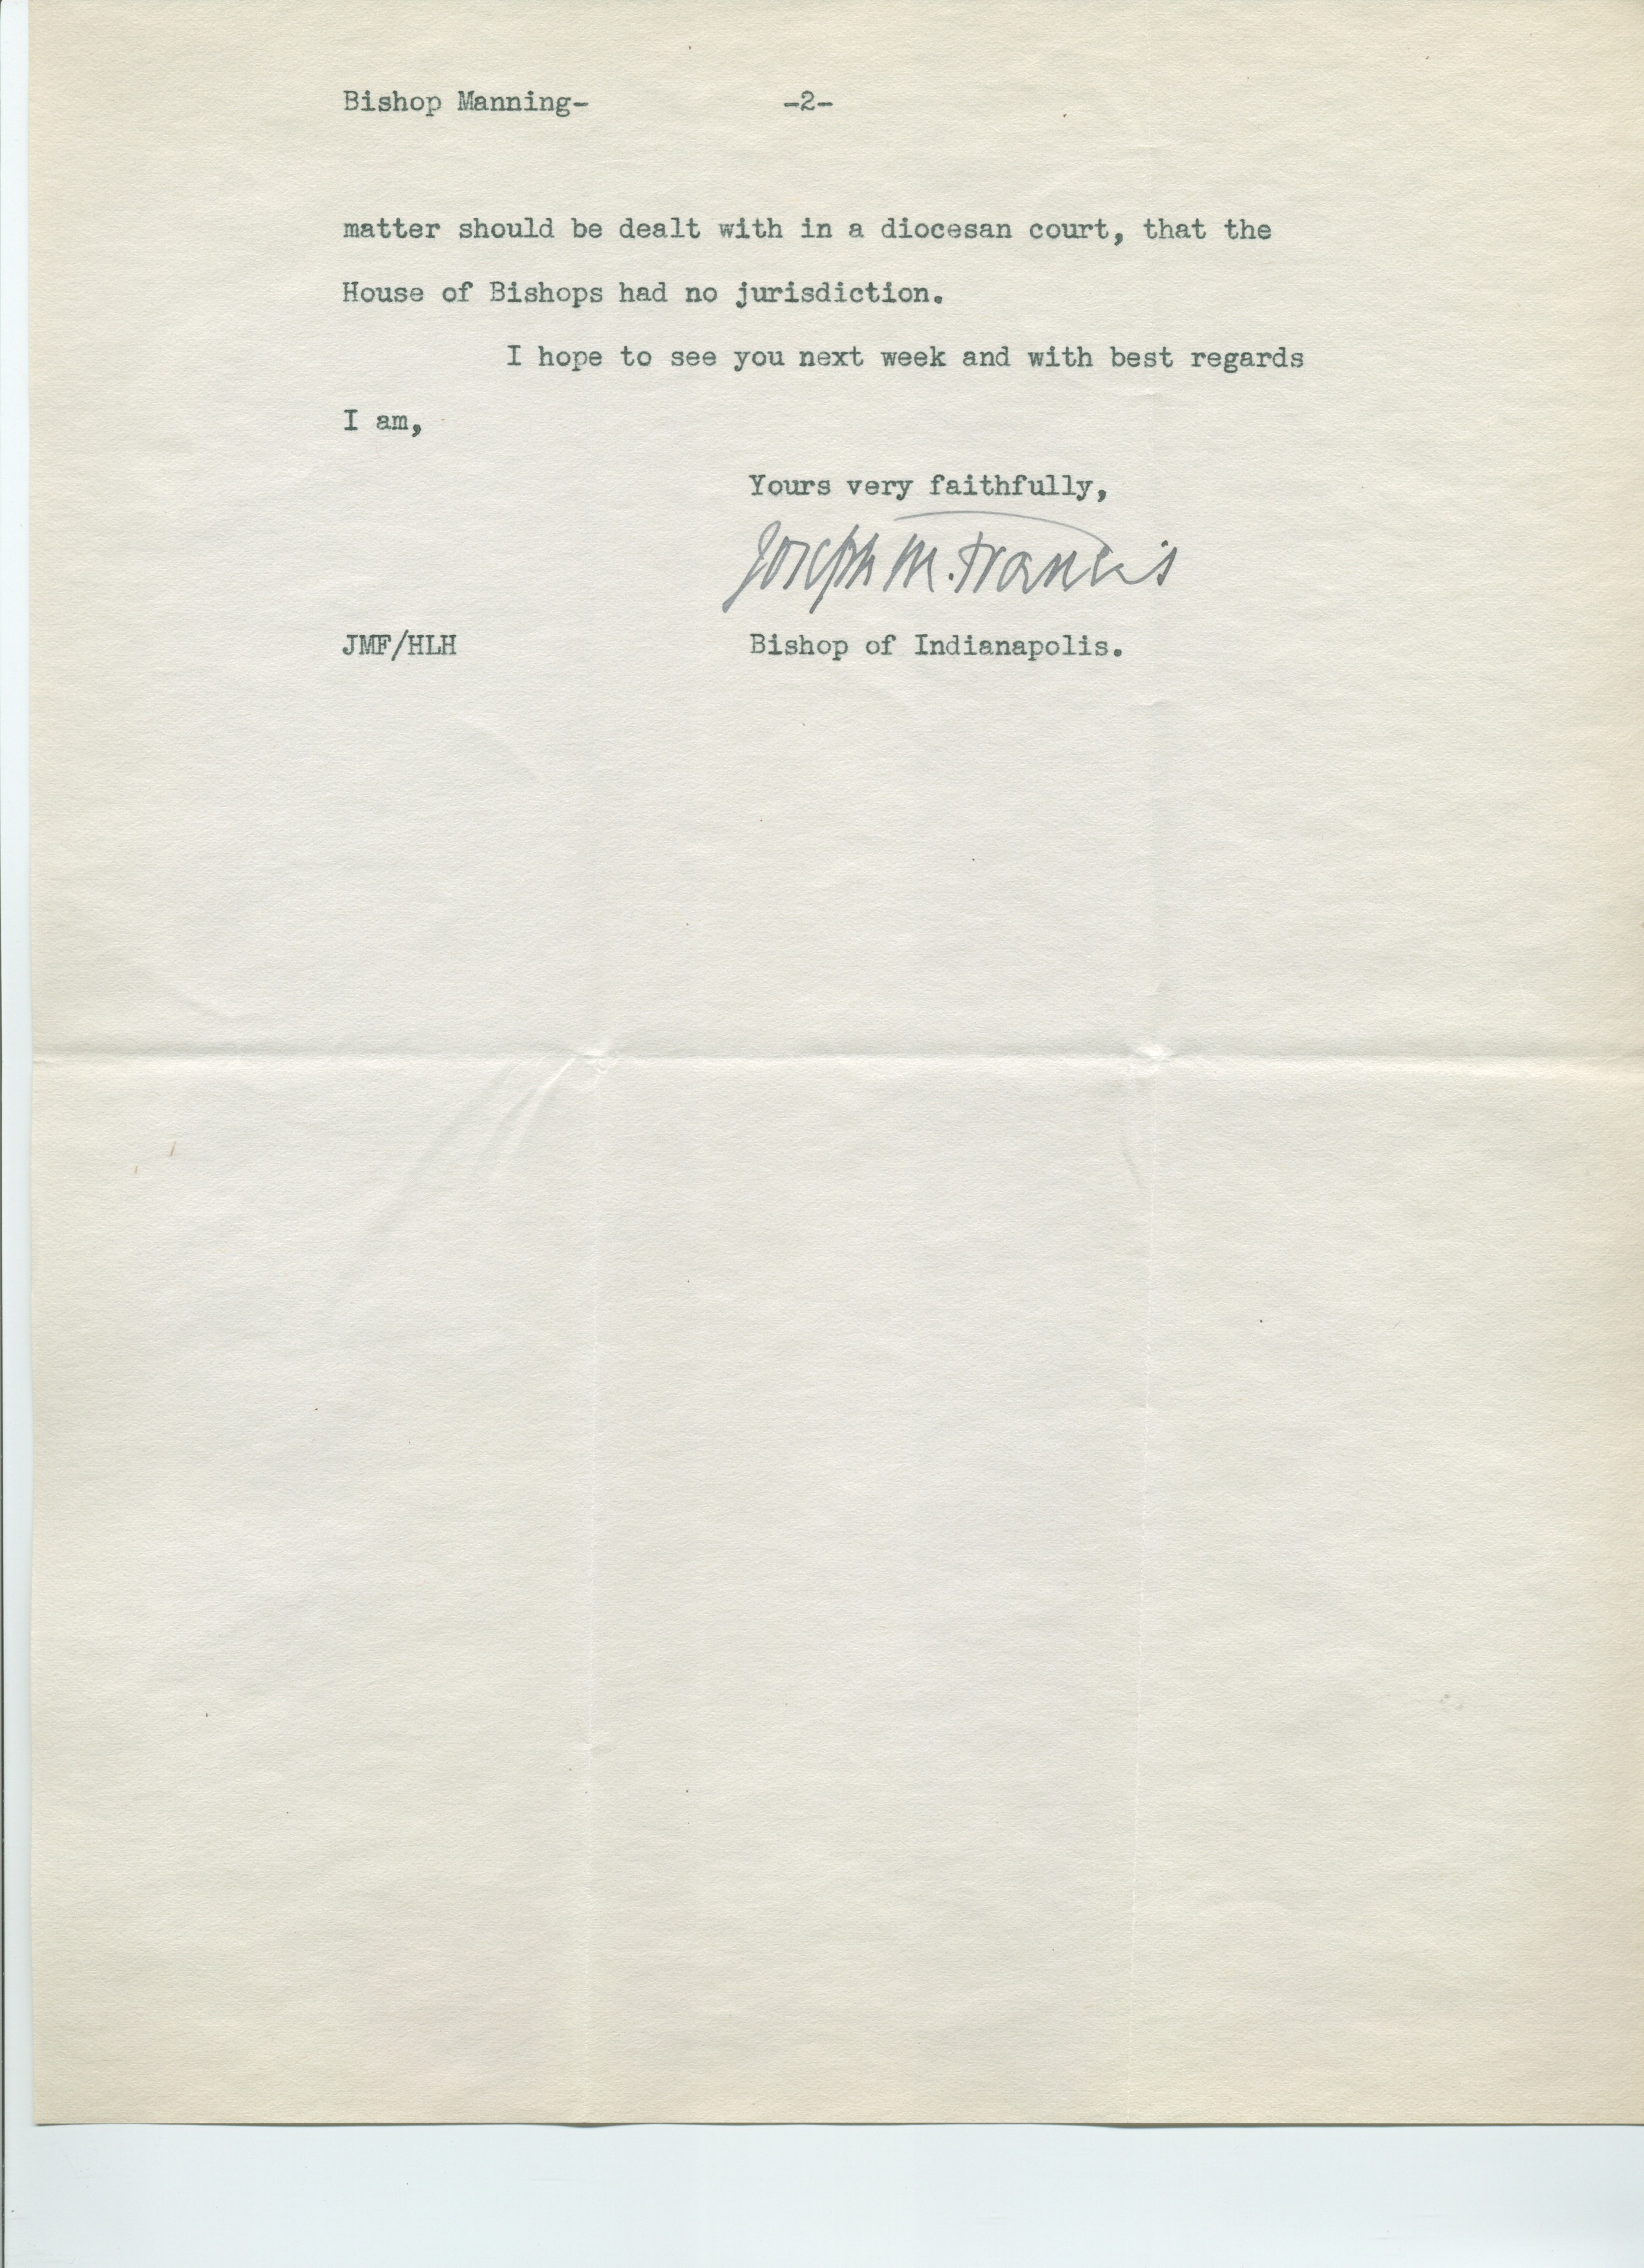 Bishop Manning- -2-
matter should be dealt with in a diocesan court, that the
House of Bishops had no jurisdiction.
I hope to see you next week and with best regards
I am,
Yours very faithfully,
Joseph M. Francis
JMF/HLH Bishop of Indianapolis.